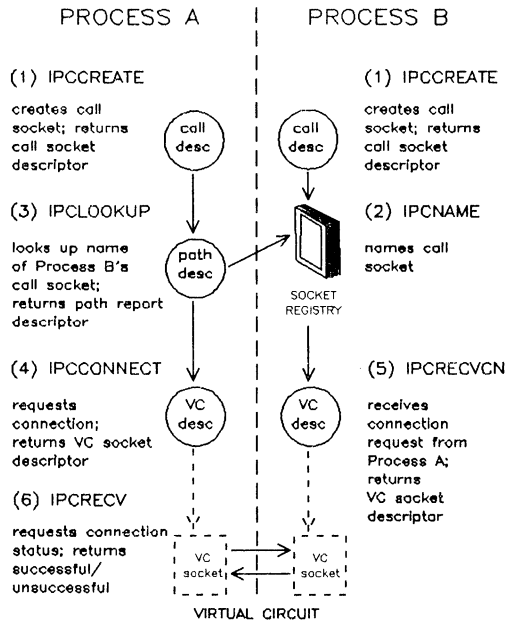 PROCESS A
PROCESS B
(1) IPCCREATE
creates call
socket; returns
call socket
descriptor
call
desc
call
desc
(1) IPCCREATE
creates call
socket; returns
call socket
descriptor
(3) IPCLOOKUP
looks up name
of Process B's
call socket;
returns path report
descriptor
path
desc
SOCKET
REGISTRY
(2) IPCNAME
names call
socket
(4) IPCCONNECT
requests
connection;
returns VC socket
descriptor
VC
desc
VC
desc
(5) IPCRECVCN
receives
connection
request from
Process A;
returns
VC socket
descriptor
(6) IPCRECV
requests connection
status; returns
successful/
unsuccessful
VC
socket
VC
socket
VIRTUAL CIRCUIT